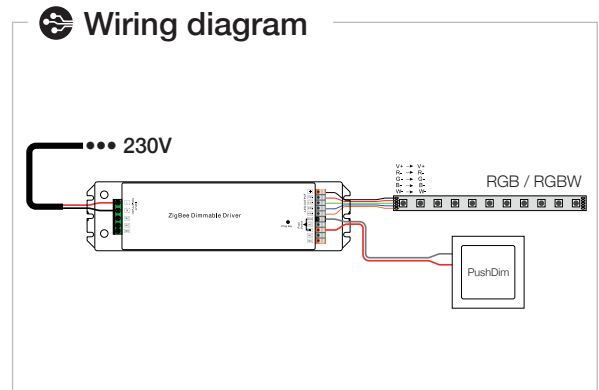 Wiring diagram
••• 230V
ZigBee Dimmable Driver
V+ → V+
R- → R-
G- → G-
B- → B-
W- → W-
RGB / RGBW
PushDim